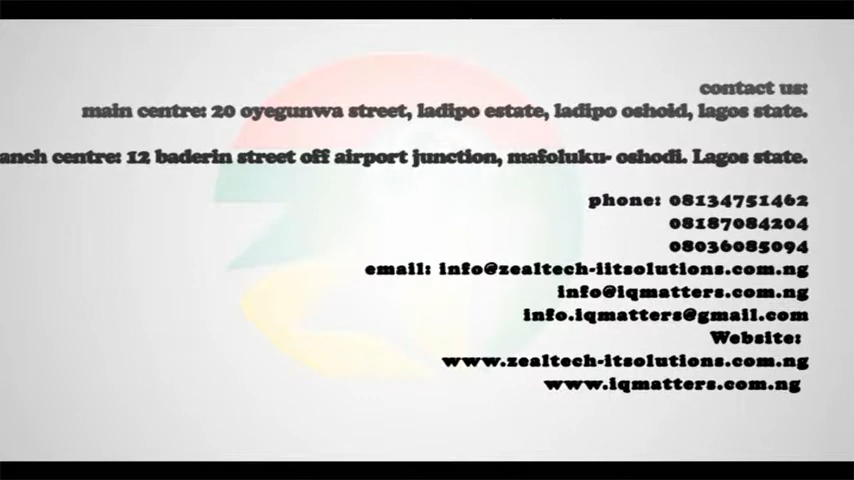 contact us:
main centre: 20 oyegunwa street, ladipo estate, ladipo oshoid, lagos state.
centre: 12 baderin street off airport junction, mafoluku- oshodi. Lagos state.
phone: 08134751462
08187084204
08036085094
email: info@zealtech-iitsolutions.com.ng
info@iqmatters.com.ng
info.iqmatters@gmail.com
Website:
www.zealtech-itsolutions.com.ng
www.iqmatters.com.ng